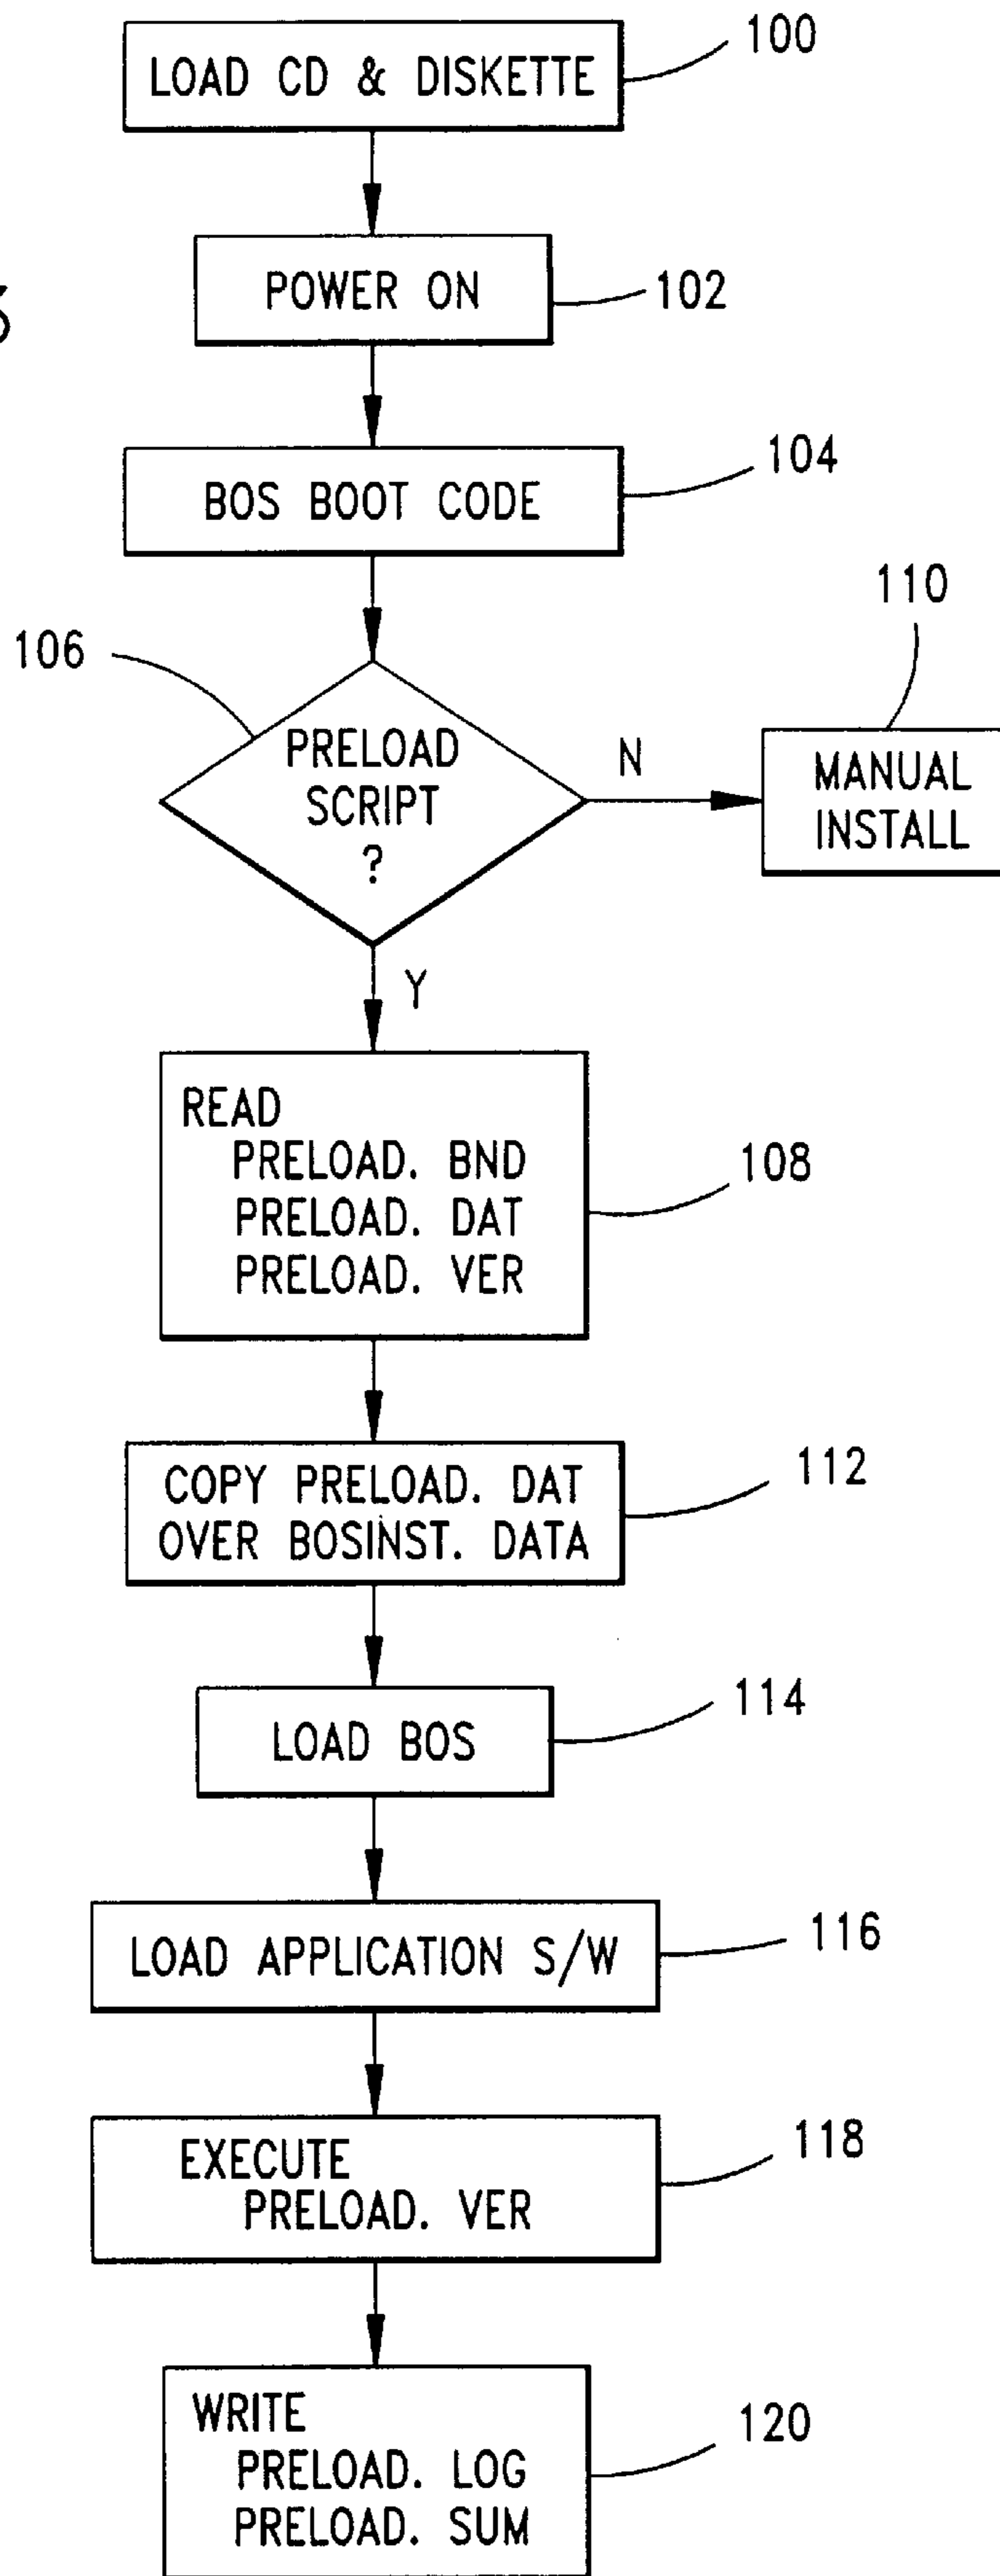 100
LOAD CD & DISKETTE
POWER ON
102
3
104
BOS BOOT CODE
110
106
PRELOAD
SCRIPT
?
N
MANUAL
INSTALL
Y
READ
PRELOAD. BND
PRELOAD. DAT
PRELOAD. VER
108
COPY PRELOAD. DAT
OVER BOSINST. DATA
112
114
LOAD BOS
116
LOAD APPLICATION S/W
118
EXECUTE
PRELOAD. VER
WRITE
PRELOAD. LOG
PRELOAD. SUM
120